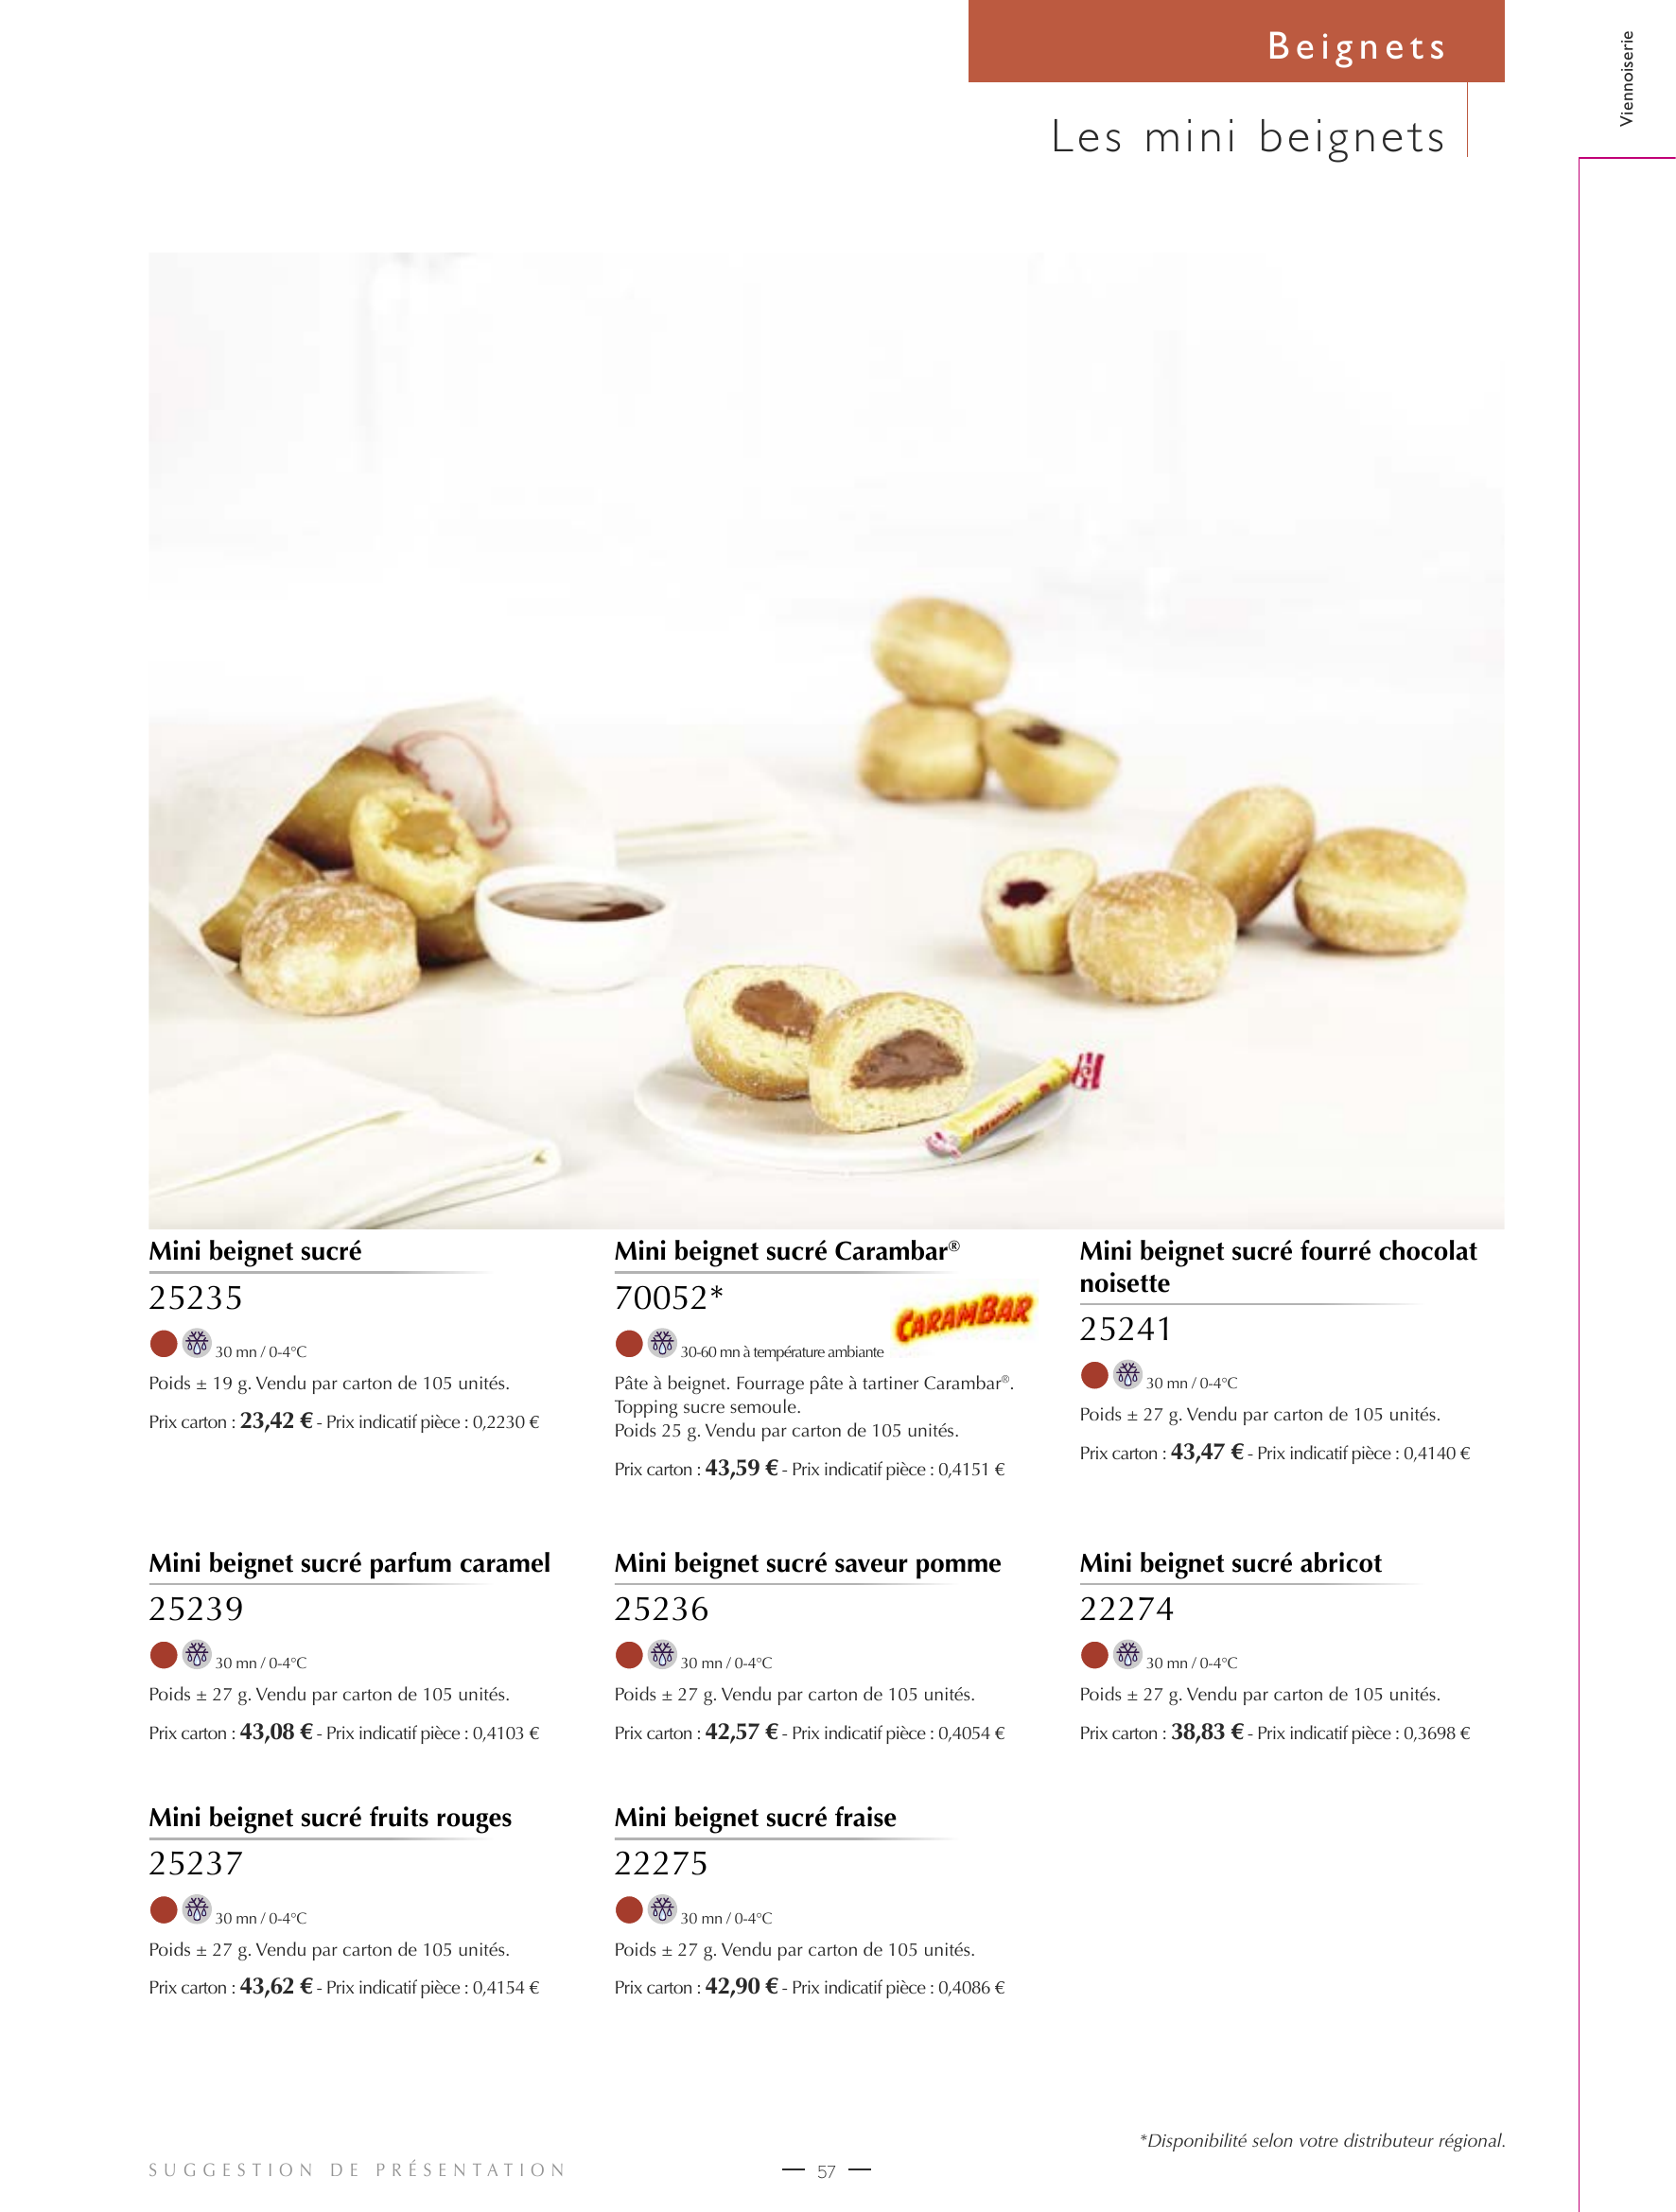 Beignets
Viennoiserie
Les mini beignets
Mini beignet sucré
25235
30 mn / 0-4°C
Poids ± 19 g. Vendu par carton de 105 unités.
Prix carton : 23,42 € - Prix indicatif pièce : 0,2230 €
Mini beignet sucré Carambar®
70052*
CARAMBAR
30-60 mn à température ambiante
Pâte à beignet. Fourrage pâte à tartiner Carambar®.
Topping sucre semoule.
Poids 25 g. Vendu par carton de 105 unités.
Prix carton : 43,59 € - Prix indicatif pièce : 0,4151 €
Mini beignet sucré fourré chocolat
noisette
25241
30 mn / 0-4°C
Poids ± 27 g. Vendu par carton de 105 unités.
Prix carton : 43,47 € - Prix indicatif pièce : 0,4140 €
Mini beignet sucré parfum caramel
25239
30 mn / 0-4°C
Poids ± 27 g. Vendu par carton de 105 unités.
Prix carton : 43,08 € - Prix indicatif pièce : 0,4103 €
Mini beignet sucré saveur pomme
25236
30 mn / 0-4°C
Poids ± 27 g. Vendu par carton de 105 unités.
Prix carton : 42,57 € - Prix indicatif pièce : 0,4054 €
Mini beignet sucré abricot
22274
30 mn / 0-4°C
Poids ± 27 g. Vendu par carton de 105 unités.
Prix carton : 38,83 € - Prix indicatif pièce : 0,3698 €
Mini beignet sucré fruits rouges
25237
30 mn / 0-4°C
Poids ± 27 g. Vendu par carton de 105 unités.
Prix carton : 43,62 € - Prix indicatif pièce : 0,4154 €
Mini beignet sucré fraise
22275
30 mn / 0-4°C
Poids ± 27 g. Vendu par carton de 105 unités.
Prix carton : 42,90 € - Prix indicatif pièce : 0,4086 €
*Disponibilité selon votre distributeur régional.
SUGGESTION DE PRÉSENTATION
— 57 —